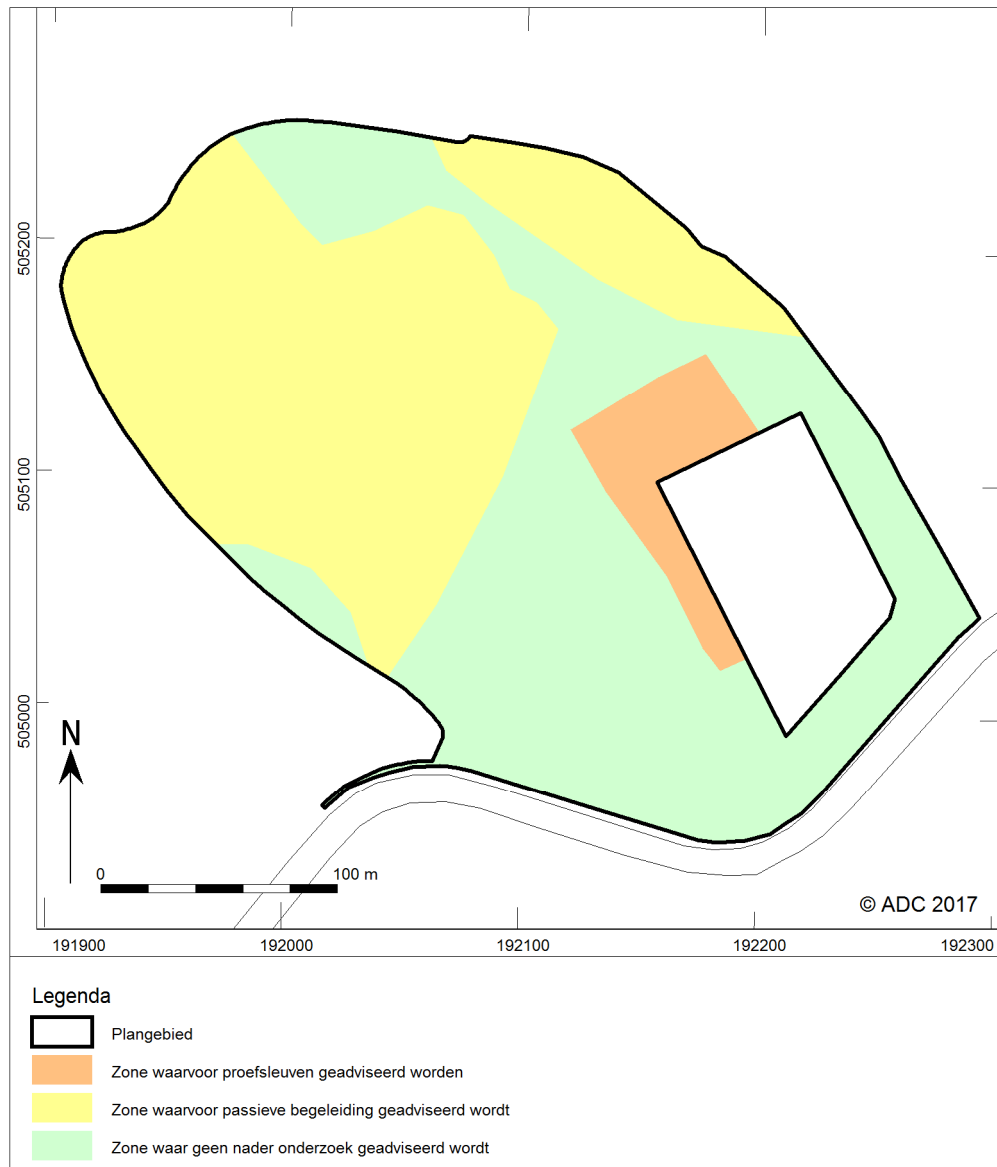 505200
505100
505000
N
0 100 m
© ADC 2017
191900 192000 192100 192200 192300
Legenda
Plangebied
Zone waarvoor proefsleuven geadviseerd worden
Zone waarvoor passieve begeleiding geadviseerd wordt
Zone waar geen nader onderzoek geadviseerd wordt